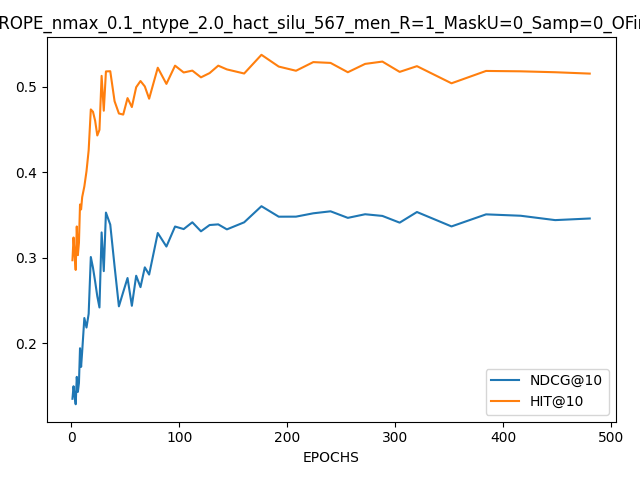 ROPE_nmax_0.1_ntype_2.0_hact_silu_567_men_R=1_MaskU=0_Samp=0_OFi
0.5
0.4
0.3
0.2
NDCG@10
HIT@10
0 100 200 300 400 500
EPOCHS